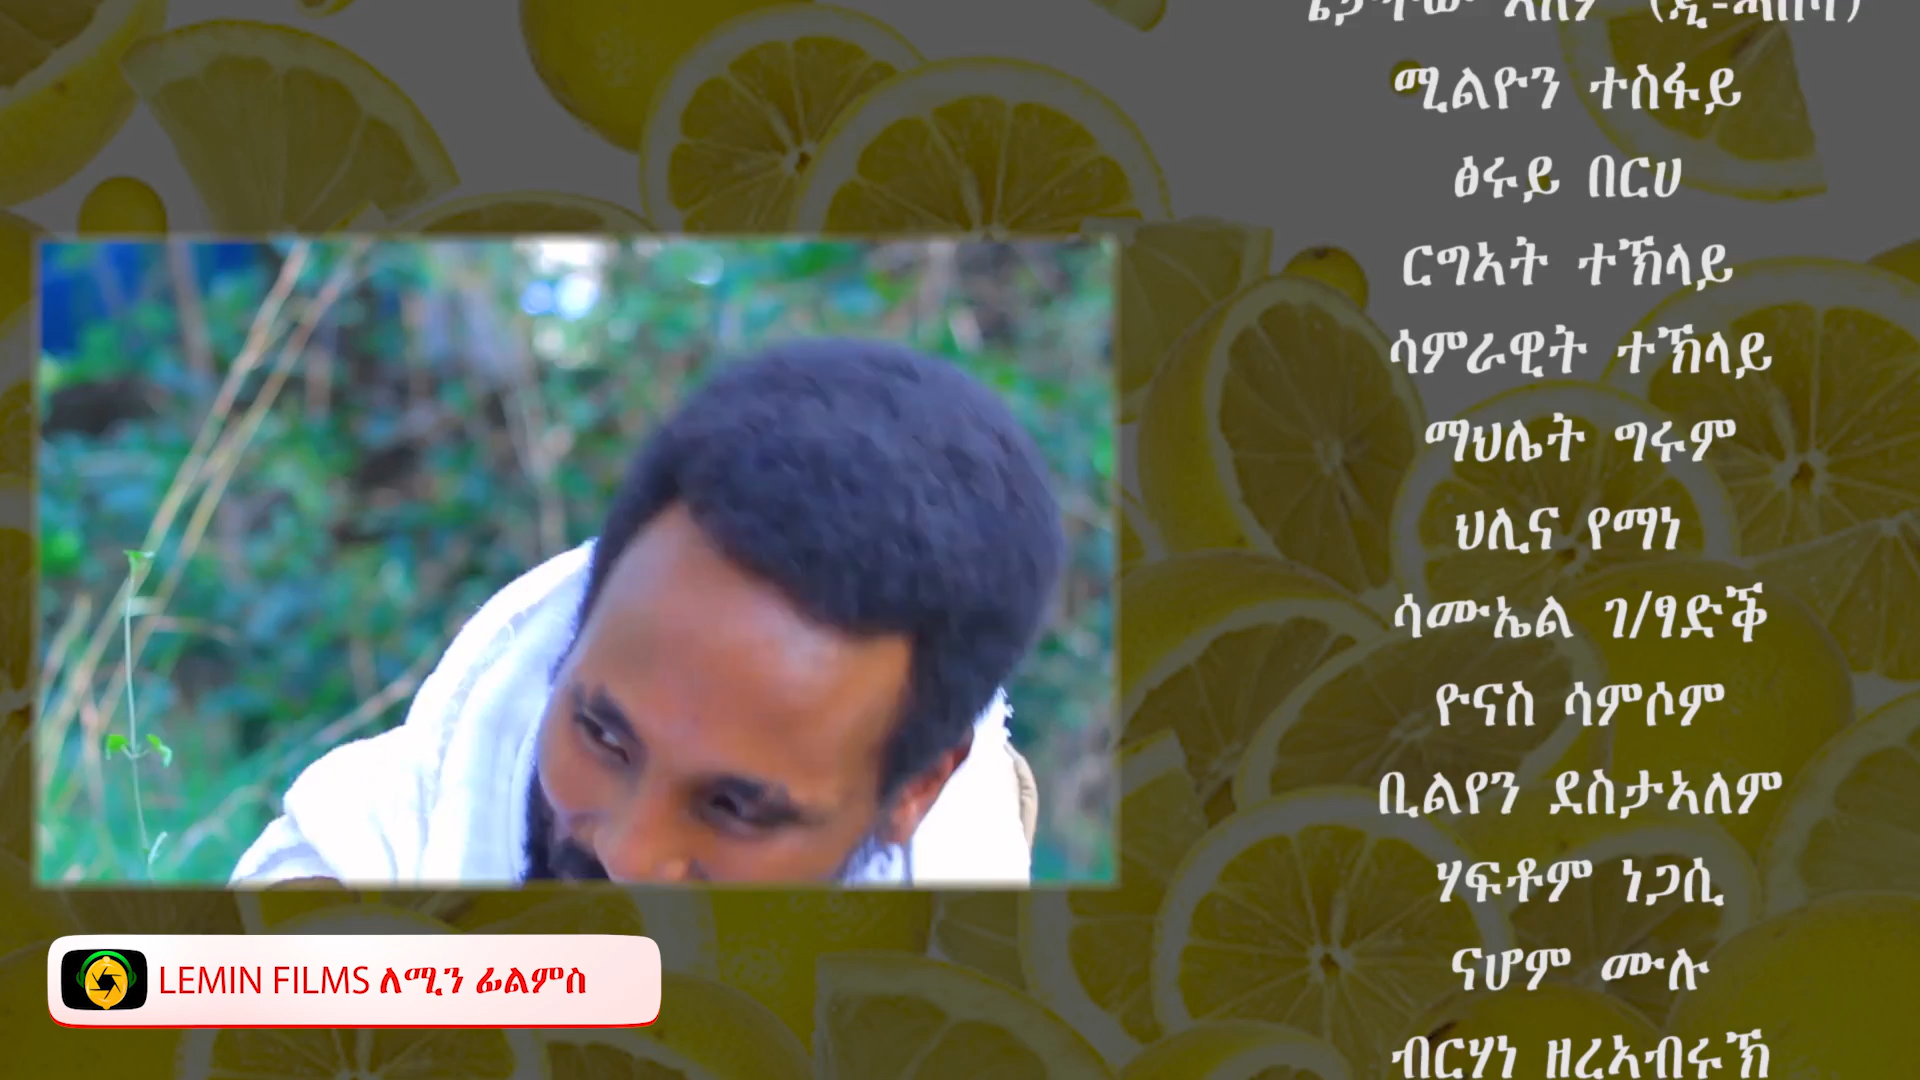 ሚልዮን ተስፋይ
ፅሩይ በርሀ
ርግኣት ተኽላይ
ሳምራዊት ተኽላይ
ማህሌት ግሩም
ህሊና የማነ
ሳሙኤል ገ/ፃድቕ
ዮናስ ሳምሶም
ቢልየን ደስታኣለም
ሃፍቶም ነጋሲ
ናሆም ሙሉ
ብርሃነ ዘረኣብሩኽ
LEMIN FILMS ለሚን ፊልምስ